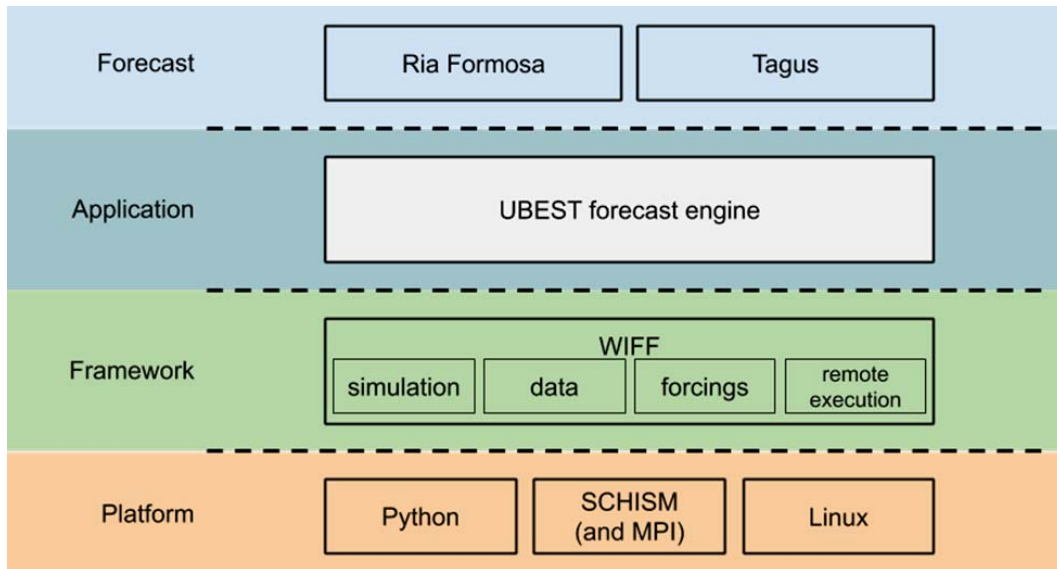 Forecast
Ria Formosa
Tagus
Application
UBEST forecast engine
Framework
WIFF
simulation
data
forcings
remote
execution
Platform
Python
SCHISM
(and MPI)
Linux